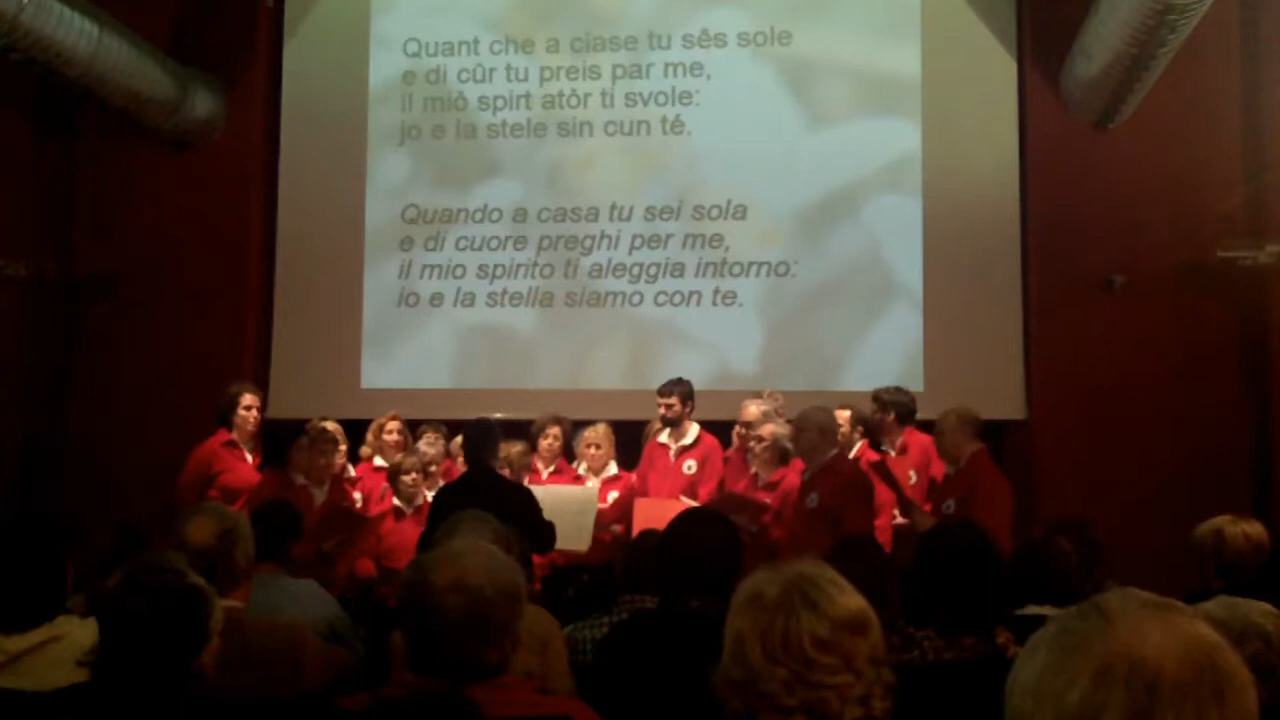 Quant che a ciase tu sês sole
e di cûr tu preis par me,
il miò spirt atôr ti svole:
jo e la stele sin cun té.
Quando a casa tu sei sola
e di cuore preghi per me,
il mio spirito ti aleggia intorno:
io e la stella siamo con te.